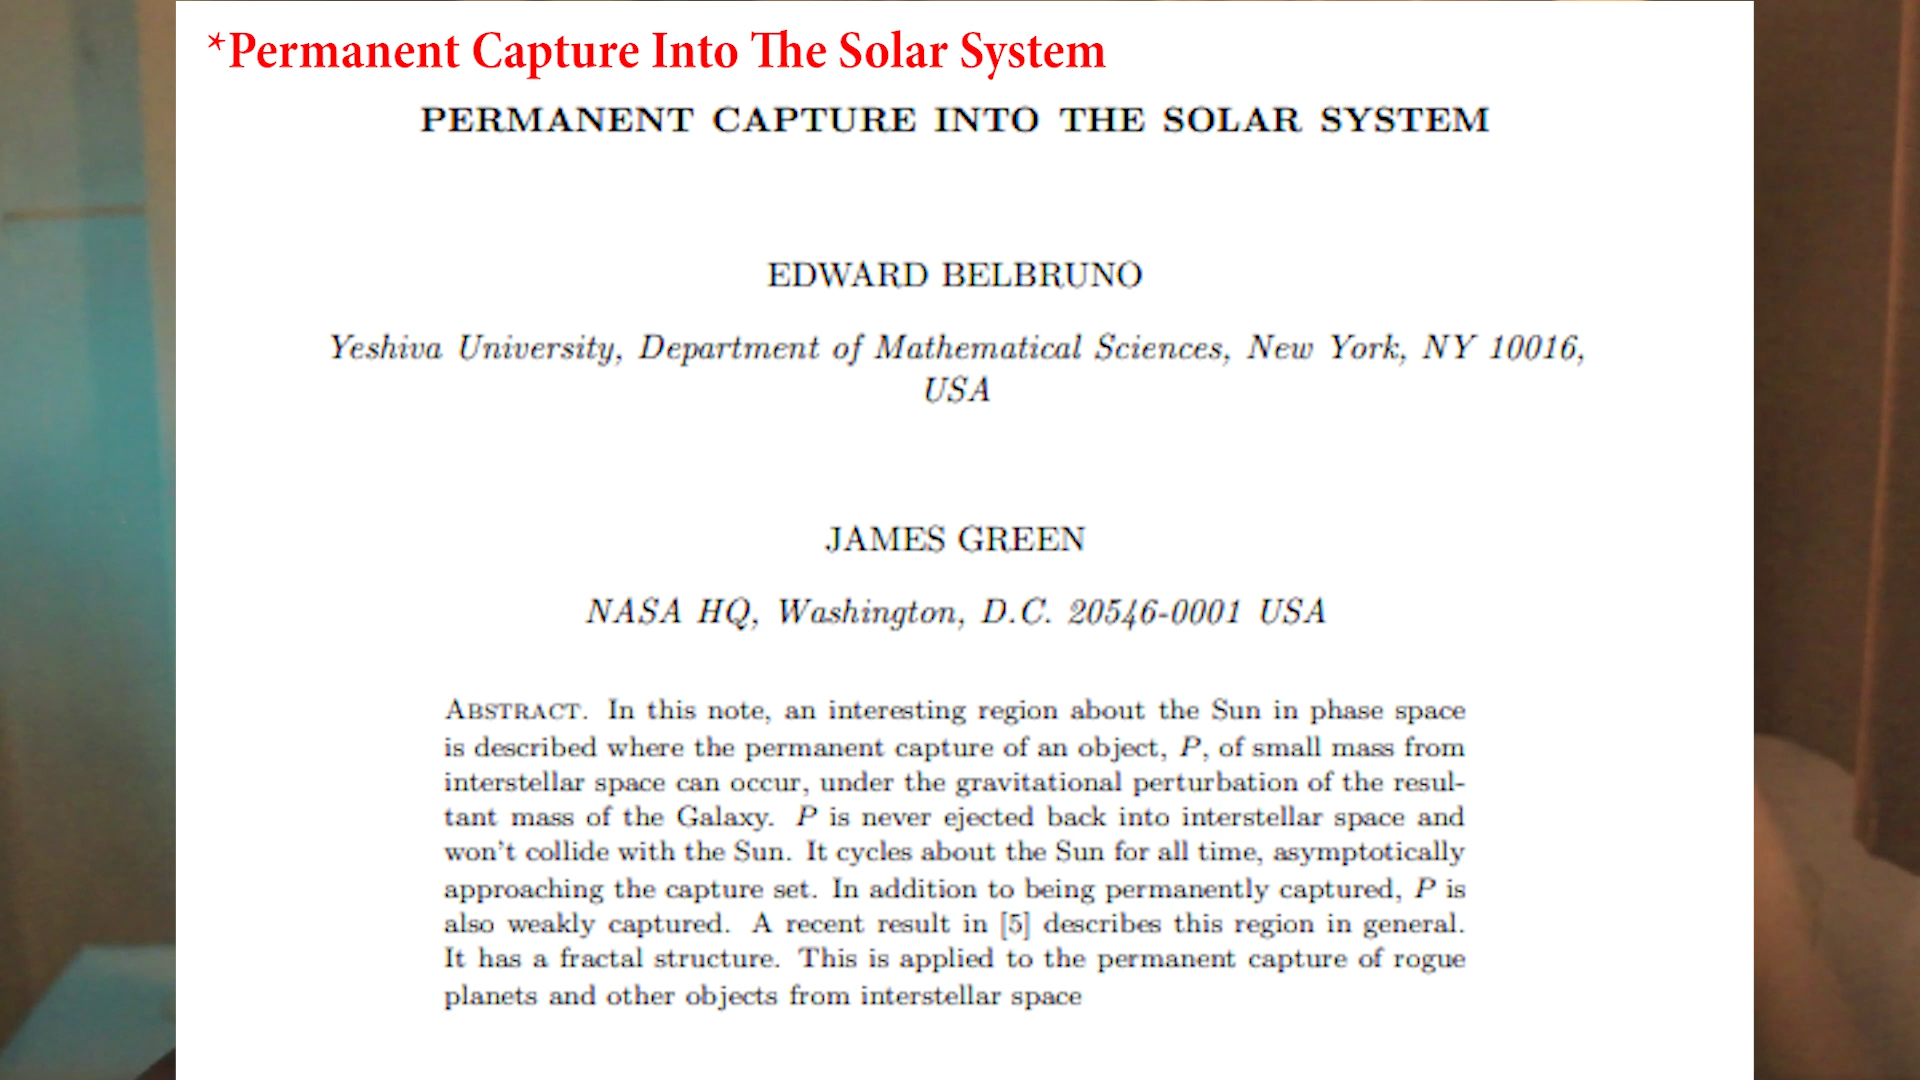 *Permanent Capture Into The Solar System
PERMANENT CAPTURE INTO THE SOLAR SYSTEM
EDWARD BELBRUNO
Yeshiva University, Department of Mathematical Sciences, New York, NY 10016,
USA
JAMES GREEN
NASA HQ, Washington, D.C. 20546-0001 USA
ABSTRACT. In this note, an interesting region about the Sun in phase space
is described where the permanent capture of an object, P, of small mass from
interstellar space can occur, under the gravitational perturbation of the resul-
tant mass of the Galaxy. P is never ejected back into interstellar space and
won't collide with the Sun. It cycles about the Sun for all time, asymptotically
approaching the capture set. In addition to being permanently captured, P is
also weakly captured. A recent result in [5] describes this region in general.
It has a fractal structure. This is applied to the permanent capture of rogue
planets and other objects from interstellar space